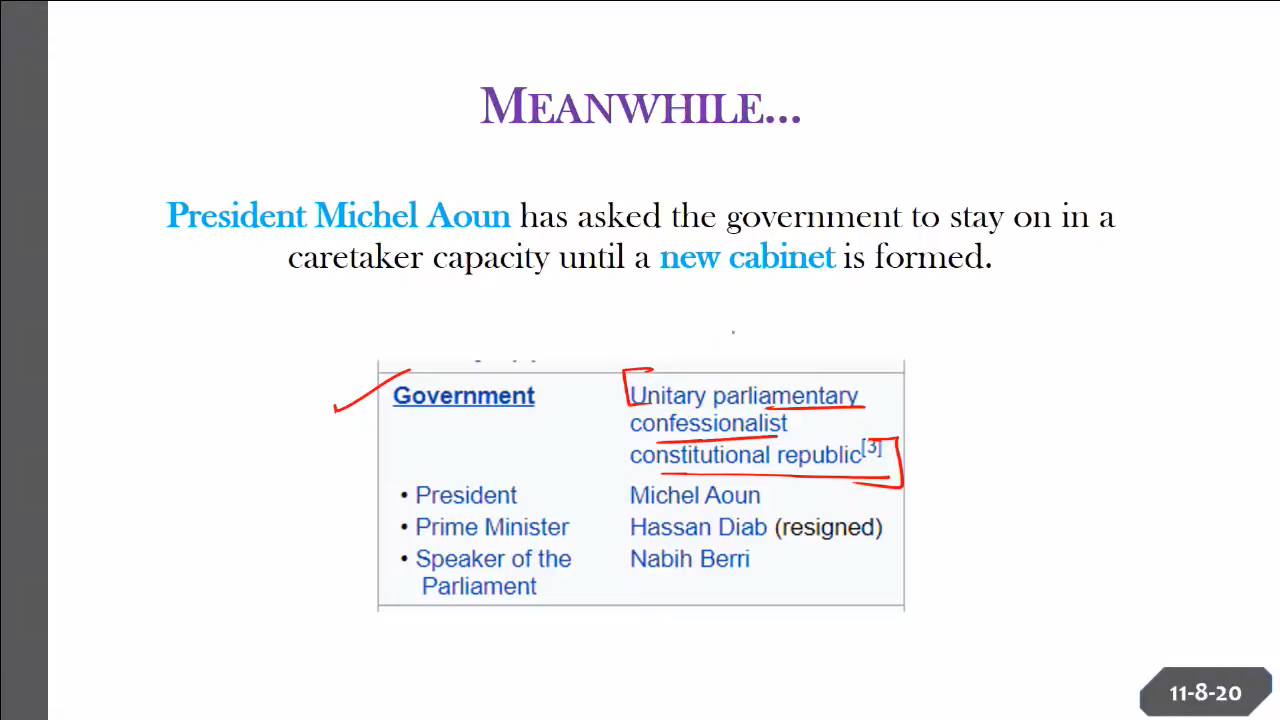 MEANWHILE...
President Michel Aoun has asked the government to stay on in a
caretaker capacity until a new cabinet is formed.
Government Unitary parliamentary
confessionalist
constitutional republic[3]
• President Michel Aoun
• Prime Minister Hassan Diab (resigned)
• Speaker of the Nabih Berri
Parliament
11-8-20